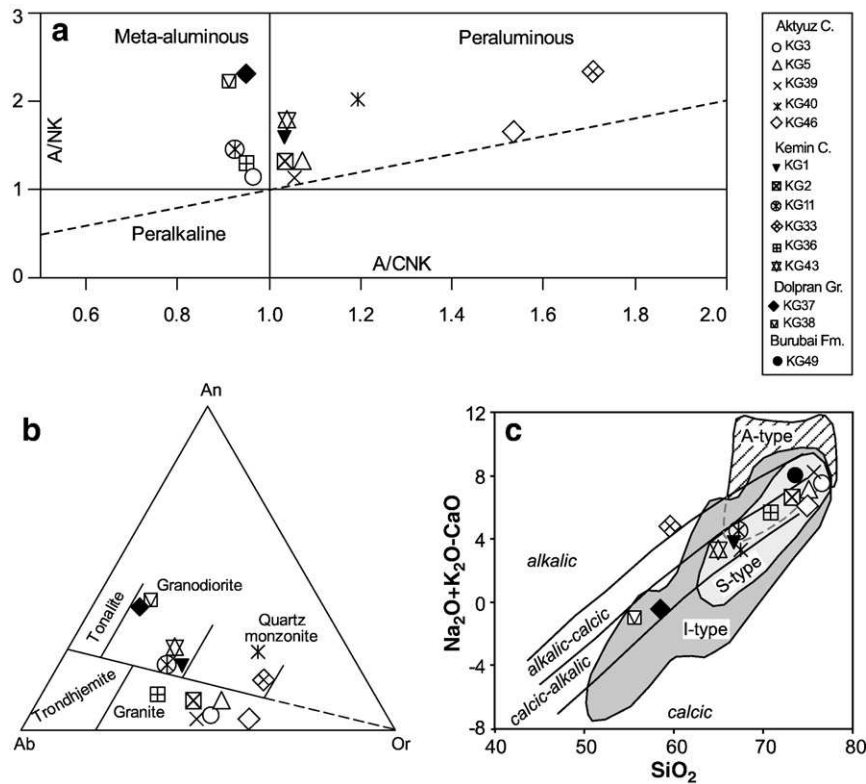 a
Meta-aluminous
Peraluminous
Peralkaline
A/NK
3
2
1
0
A/CNK
0.6
0.8
1.0
1.2
1.4
1.6
1.8
2.0
Aktyuz C.
KG3
KG5
KG39
KG40
KG46
Kemin C.
KG1
KG2
KG11
KG33
KG36
KG43
Dolpran Gr.
KG37
KG38
Burubai Fm.
KG49
b
An
Tonalite
Granodiorite
Quartz
monzonite
Trondhjemite
Granite
Ab
Or
c
Na2O+K2O-CaO
12
8
4
0
-4
-8
A-type
S-type
I-type
alkalic
alkalic-calcic
calcic-alkalic
calcic
40
50
60
70
80
SiO2